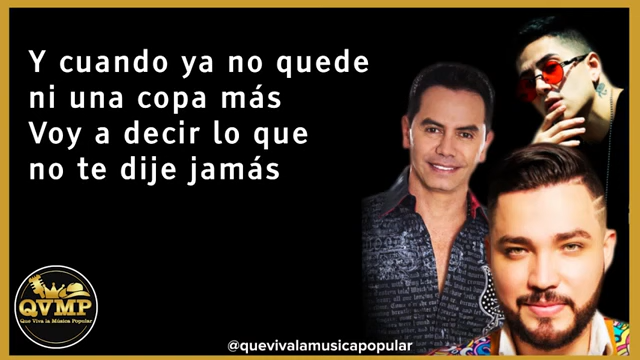 Y cuando ya no quede
ni una copa más
Voy a decir lo que
no te dije jamás
QVMP
Que Viva la Música Popular
@quevivalamusicapopular